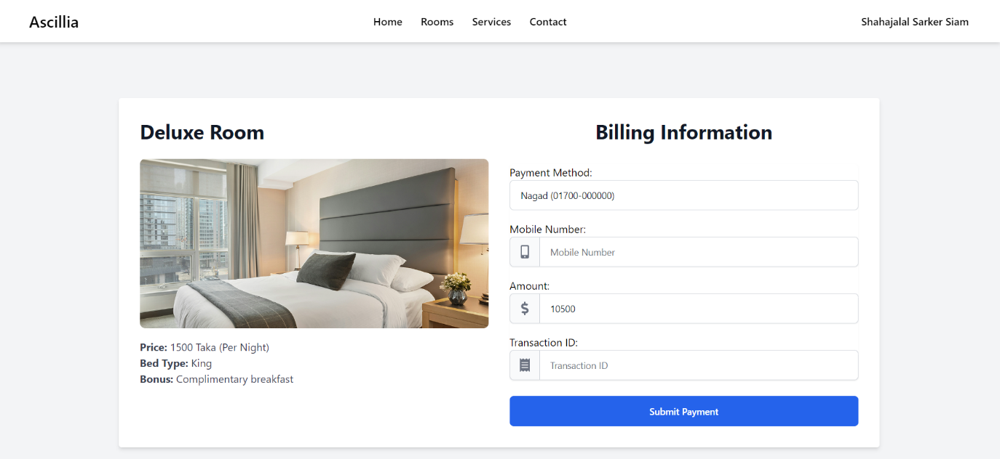 Ascillia
Home Rooms Services Contact
Shahajalal Sarker Siam
Deluxe Room
Price: 1500 Taka (Per Night)
Bed Type: King
Bonus: Complimentary breakfast
Billing Information
Payment Method:
Nagad (01700-000000)
Mobile Number:
Mobile Number
Amount:
$ 10500
Transaction ID:
Transaction ID
Submit Payment